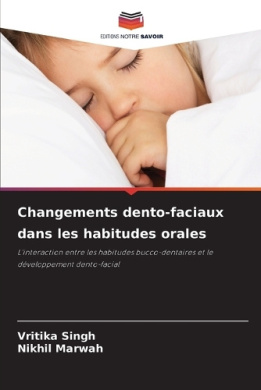 EDITIONS NOTRE SAVOIR
Changements dento-faciaux
dans les habitudes orales
L'interaction entre les habitudes bucco-dentaires et le
développement dento-facial
Vritika Singh
Nikhil Marwah